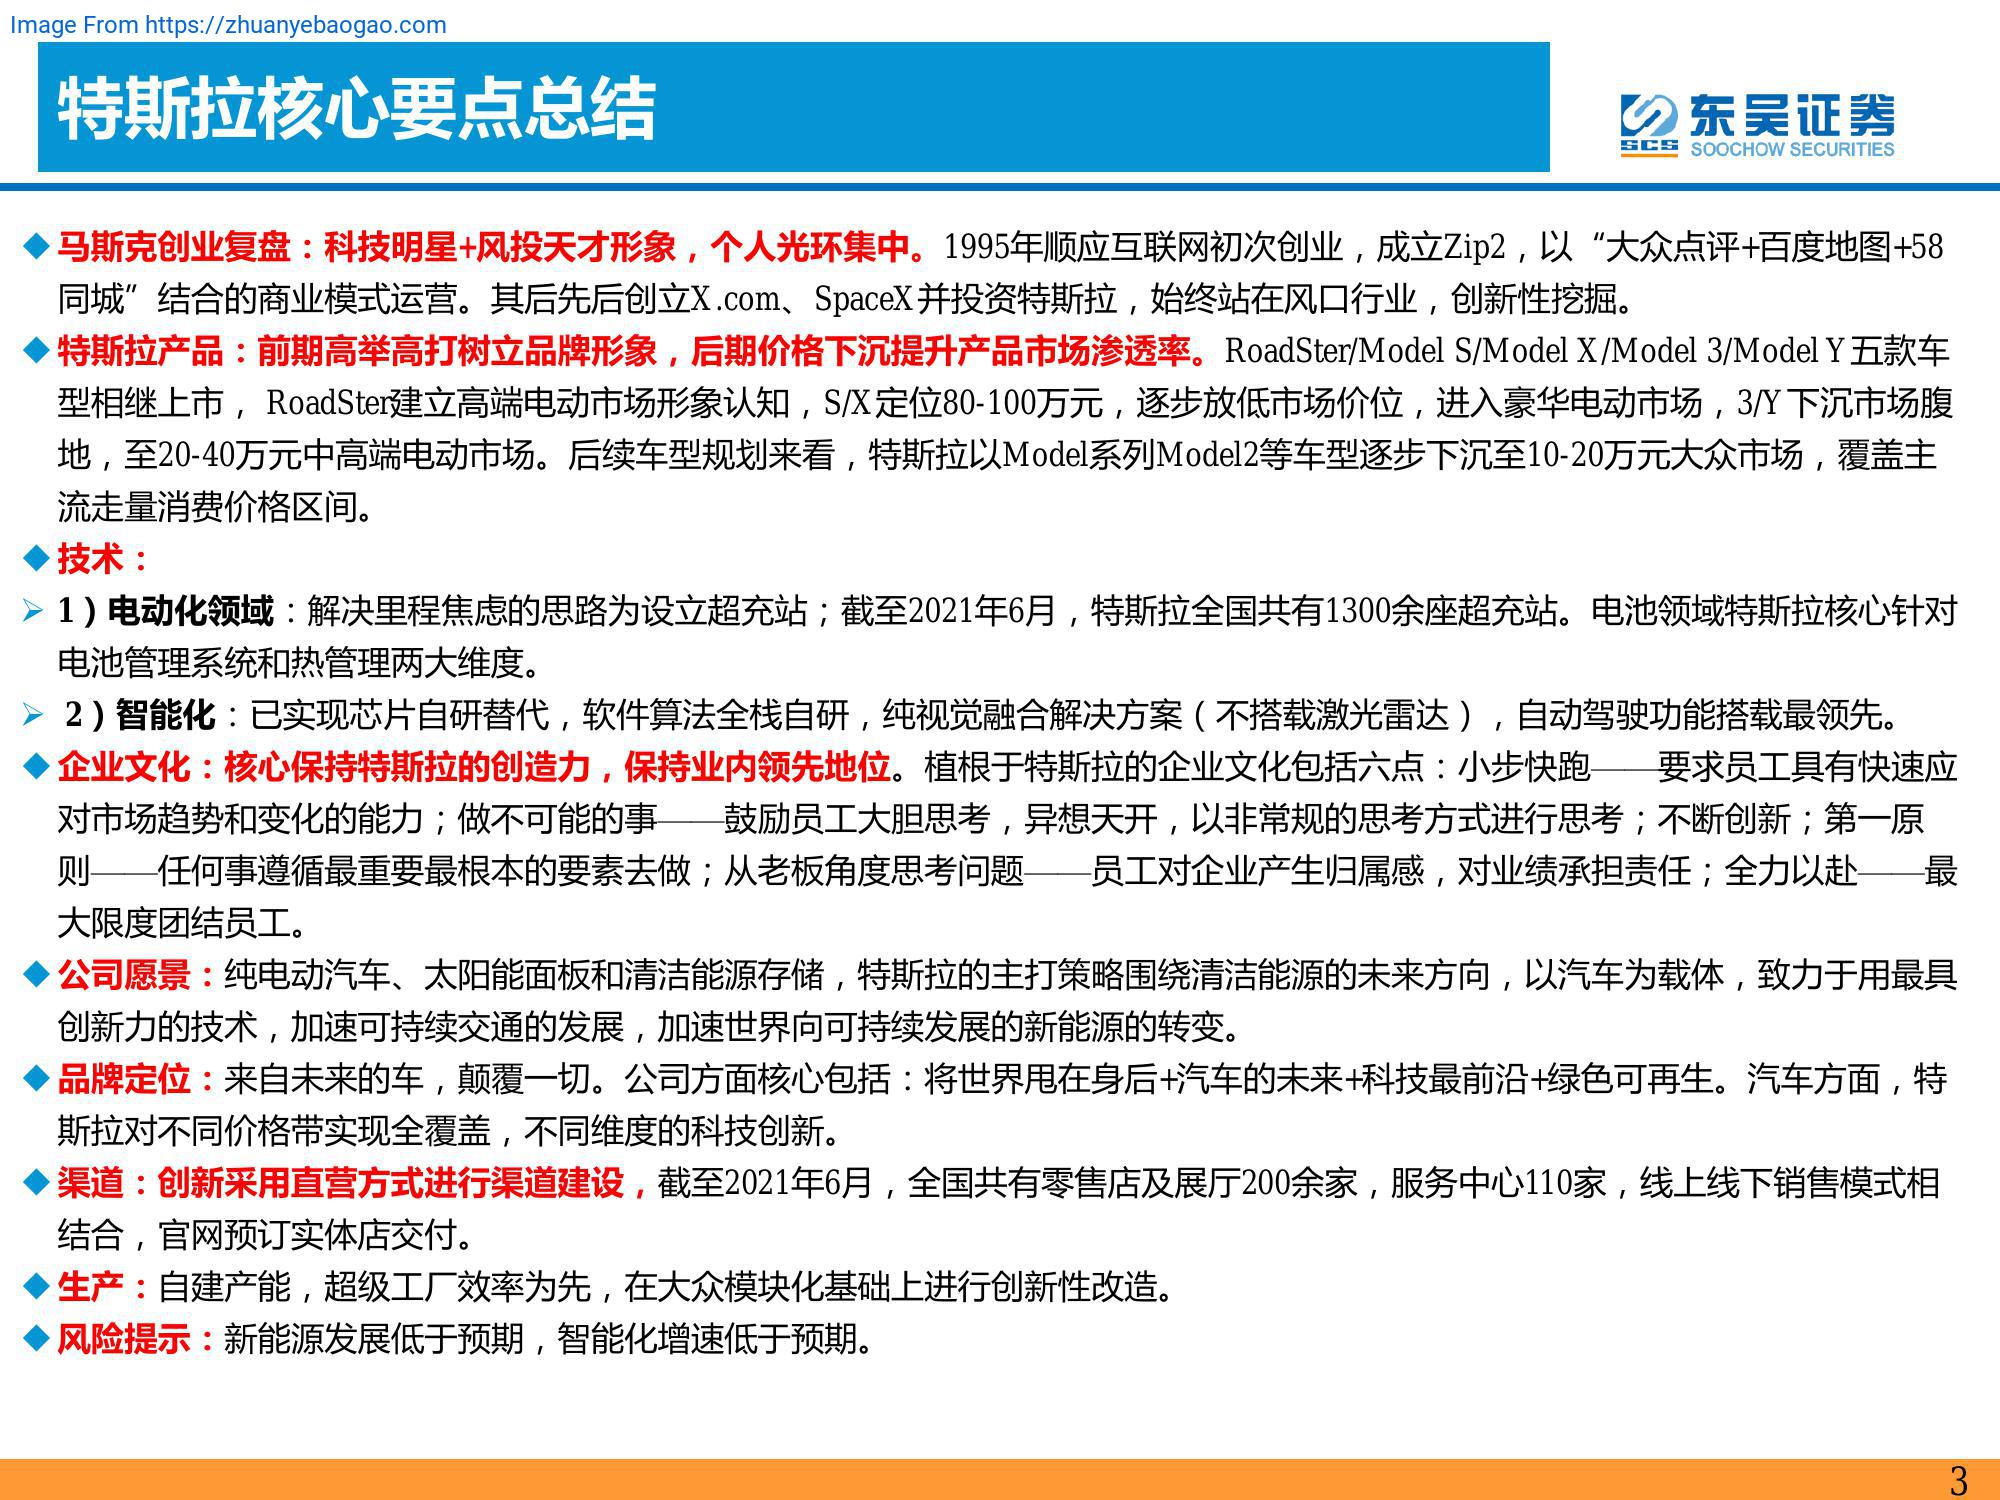 Image From https://zhuanyebaogao.com
特斯拉核心要点总结
东吴证券
SCS
SOOCHOW SECURITIES
马斯克创业复盘：科技明星+风投天才形象，个人光环集中。1995年顺应互联网初次创业，成立Zip2，以“大众点评+百度地图+58
同城”结合的商业模式运营。其后先后创立X.com、SpaceX并投资特斯拉，始终站在风口行业，创新性挖掘。
特斯拉产品：前期高举高打树立品牌形象，后期价格下沉提升产品市场渗透率。RoadSter/Model S/Model X/Model 3/Model Y五款车
型相继上市， RoadSter建立高端电动市场形象认知，S/X定位80-100万元，逐步放低市场价位，进入豪华电动市场，3/Y下沉市场腹
地，至20-40万元中高端电动市场。后续车型规划来看，特斯拉以Model系列Model2等车型逐步下沉至10-20万元大众市场，覆盖主
流走量消费价格区间。
技术：
1）电动化领域：解决里程焦虑的思路为设立超充站；截至2021年6月，特斯拉全国共有1300余座超充站。电池领域特斯拉核心针对
电池管理系统和热管理两大维度。
2）智能化：已实现芯片自研替代，软件算法全栈自研，纯视觉融合解决方案（不搭载激光雷达），自动驾驶功能搭载最领先。
企业文化：核心保持特斯拉的创造力，保持业内领先地位。植根于特斯拉的企业文化包括六点：小步快跑——要求员工具有快速应
对市场趋势和变化的能力；做不可能的事——鼓励员工大胆思考，异想天开，以非常规的思考方式进行思考；不断创新；第一原
则——任何事遵循最重要最根本的要素去做；从老板角度思考问题——员工对企业产生归属感，对业绩承担责任；全力以赴——最
大限度团结员工。
公司愿景：纯电动汽车、太阳能面板和清洁能源存储，特斯拉的主打策略围绕清洁能源的未来方向，以汽车为载体，致力于用最具
创新力的技术，加速可持续交通的发展，加速世界向可持续发展的新能源的转变。
品牌定位：来自未来的车，颠覆一切。公司方面核心包括：将世界甩在身后+汽车的未来+科技最前沿+绿色可再生。汽车方面，特
斯拉对不同价格带实现全覆盖，不同维度的科技创新。
渠道：创新采用直营方式进行渠道建设，截至2021年6月，全国共有零售店及展厅200余家，服务中心110家，线上线下销售模式相
结合，官网预订实体店交付。
生产：自建产能，超级工厂效率为先，在大众模块化基础上进行创新性改造。
风险提示：新能源发展低于预期，智能化增速低于预期。
3